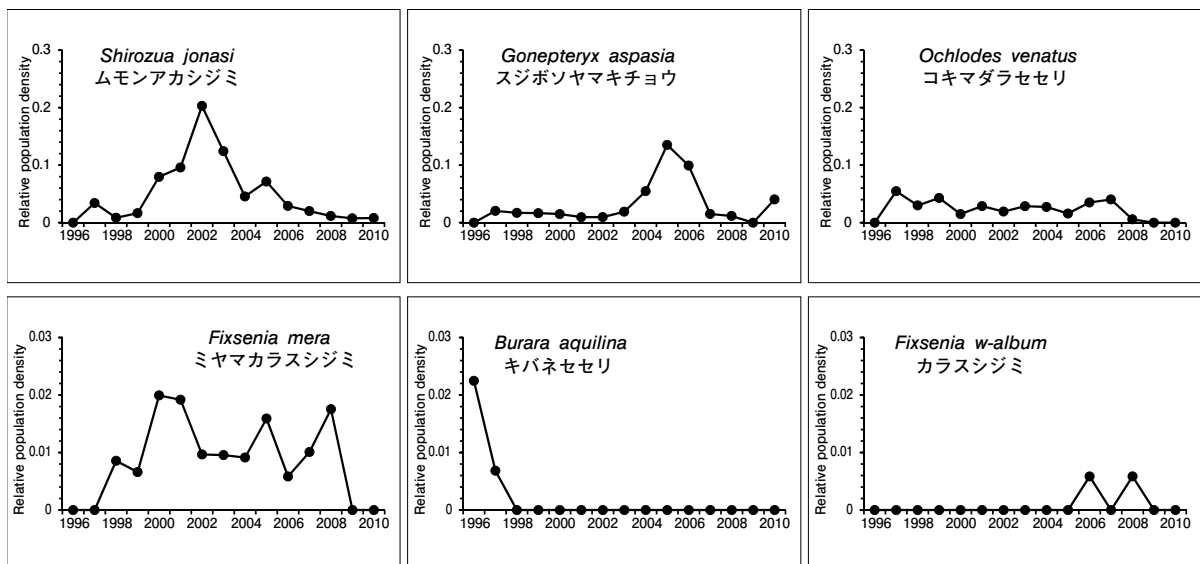 Shirozua jonasi
ムモンアカシジミ
Relative population density
0.3
0.2
0.1
0
1996 1998 2000 2002 2004 2006 2008 2010
Gonepteryx aspasia
スジボソヤマキチョウ
Relative population density
0.3
0.2
0.1
0
1996 1998 2000 2002 2004 2006 2008 2010
Ochlodes venatus
コキマダラセセリ
Relative population density
0.3
0.2
0.1
0
1996 1998 2000 2002 2004 2006 2008 2010
Fixsenia mera
ミヤマカラスシジミ
Relative population density
0.03
0.02
0.01
0
1996 1998 2000 2002 2004 2006 2008 2010
Burara aquilina
キバネセセリ
Relative population density
0.03
0.02
0.01
0
1996 1998 2000 2002 2004 2006 2008 2010
Fixsenia w-album
カラスシジミ
Relative population density
0.03
0.02
0.01
0
1996 1998 2000 2002 2004 2006 2008 2010